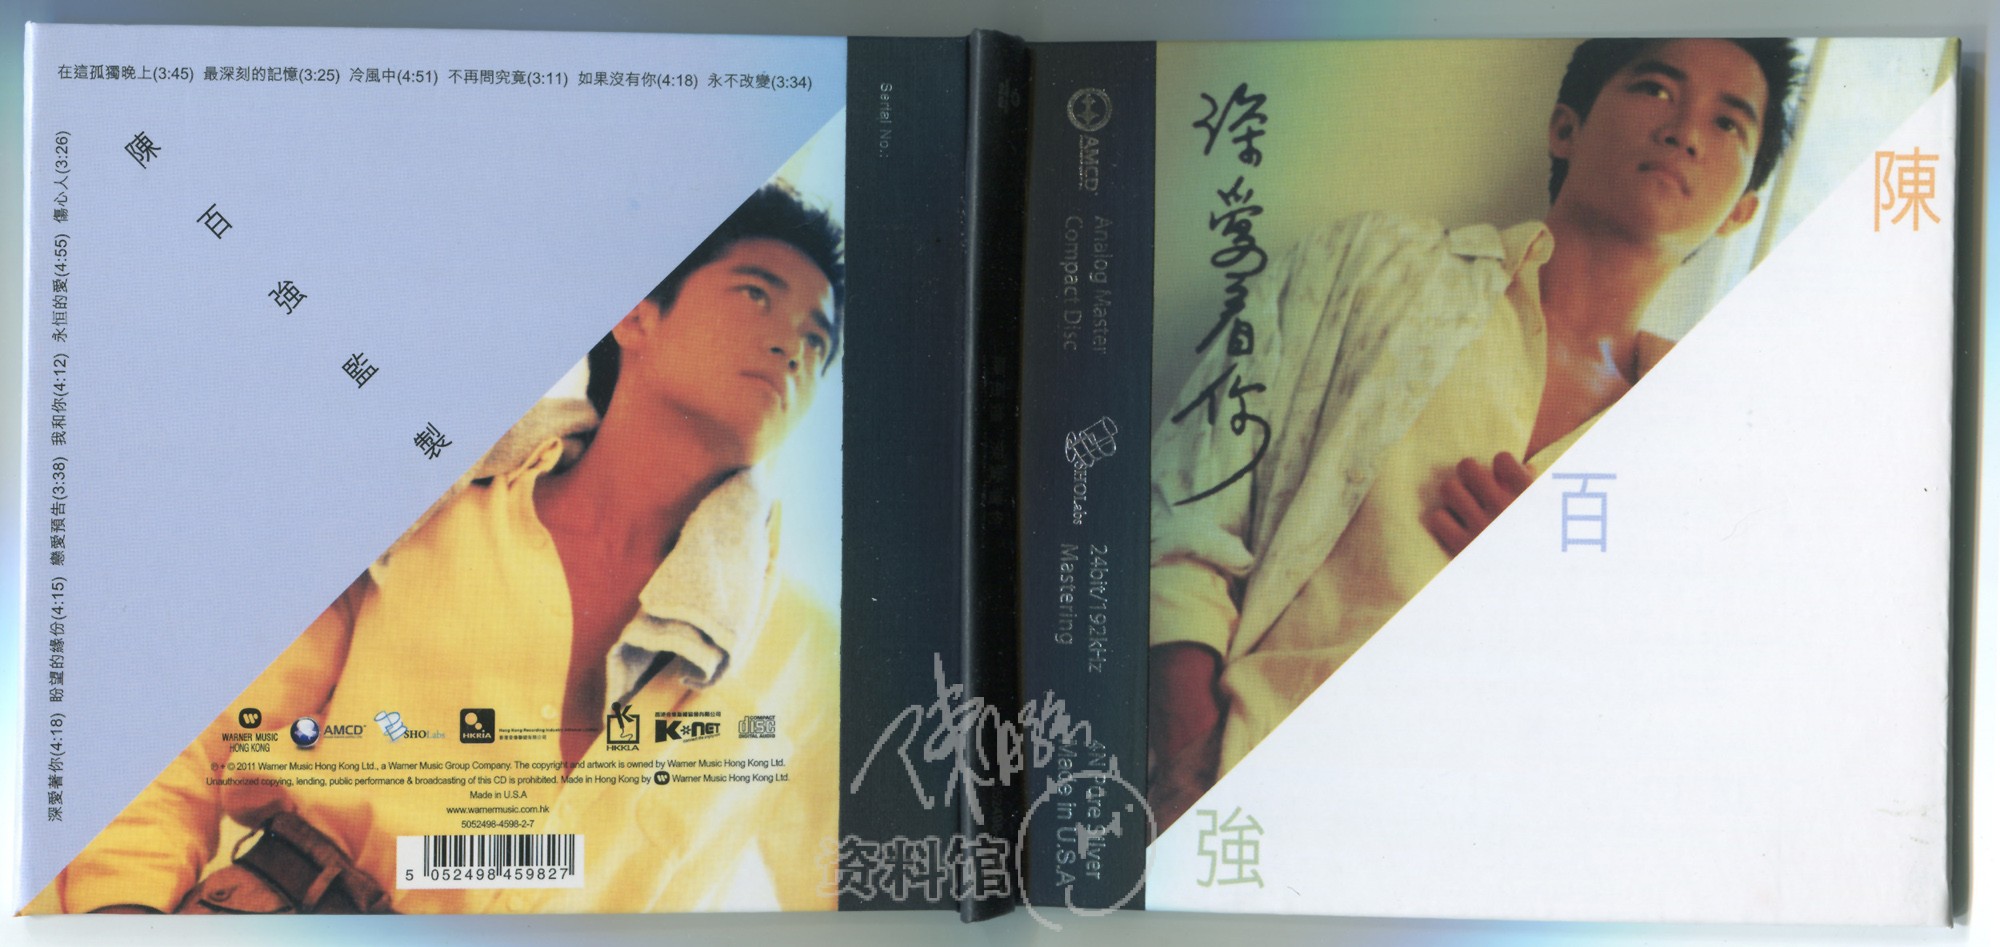 在這孤獨晚上(3:45) 最深刻的記憶(3:25) 冷風中(4:51) 不再問究竟(3:11) 如果沒有你(4:18) 永不改變(3:34)
深愛著你(4:18) 盼望的緣份(4:15) 戀愛預告(3:38) 我和你(4:12) 永恒的愛(4:55) 傷心人(3:26)
陳百強監製
WARNER MUSIC
HONG KONG
AMCD
SHOLabs
HKRIA
HKKLA
K★NET
COMPACT
disc
DIGITAL AUDIO
℗ + © 2011 Warner Music Hong Kong Ltd., a Warner Music Group Company. The copyright and artwork is owned by Warner Music Hong Kong Ltd.
Unauthorized copying, lending, public performance & broadcasting of this CD is prohibited. Made in Hong Kong by Warner Music Hong Kong Ltd.
Made in U.S.A
www.warnermusic.com.hk
5052498-4598-2-7
5 052498 459827
Serial No.:
AMCD
Analog Master
Compact Disc
SHOLabs
24bit/192kHz
Mastering
4N Pure Silver
Made in U.S.A
深愛着你
陳
百
強
资料馆